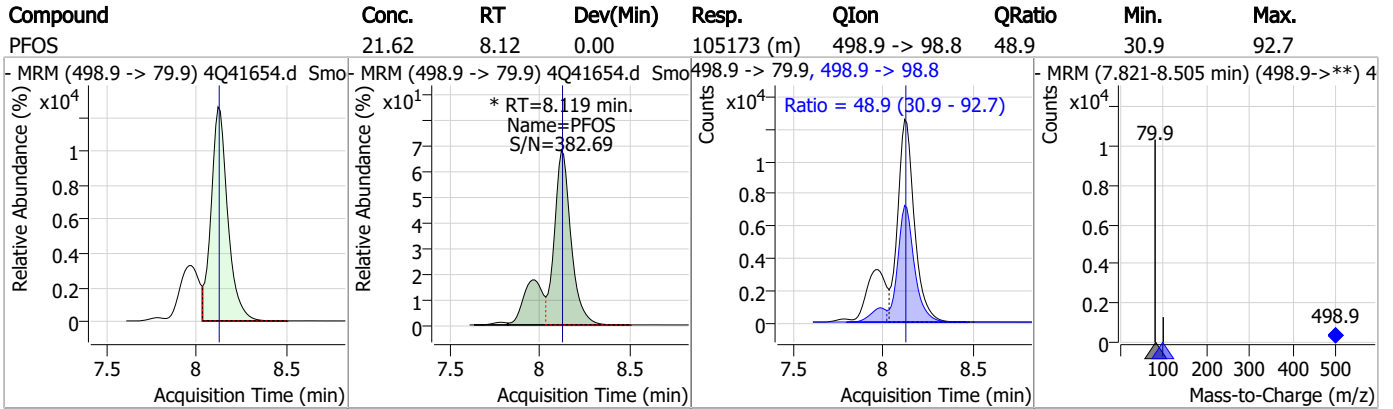 Compound Conc. RT Dev(Min) Resp. QIon QRatio Min. Max.
PFOS 21.62 8.12 0.00 105173 (m) 498.9 -> 98.8 48.9 30.9 92.7
- MRM (498.9 -> 79.9) 4Q41654.d Smo
Relative Abundance (%)
x10⁴
1
0.8
0.6
0.4
0.2
0
7.5 8 8.5
Acquisition Time (min)
- MRM (498.9 -> 79.9) 4Q41654.d Smo
Relative Abundance (%)
x10¹
* RT=8.119 min.
Name=PFOS
S/N=382.69
7
6
5
4
3
2
1
0
7.5 8 8.5
Acquisition Time (min)
498.9 -> 79.9, 498.9 -> 98.8
Counts
x10⁴
Ratio = 48.9 (30.9 - 92.7)
1
0.8
0.6
0.4
0.2
0
7.5 8 8.5
Acquisition Time (min)
- MRM (7.821-8.505 min) (498.9->**) 4
Counts
x10⁴
79.9
1
0.8
0.6
0.4
0.2
0
498.9
100 200 300 400 500
Mass-to-Charge (m/z)